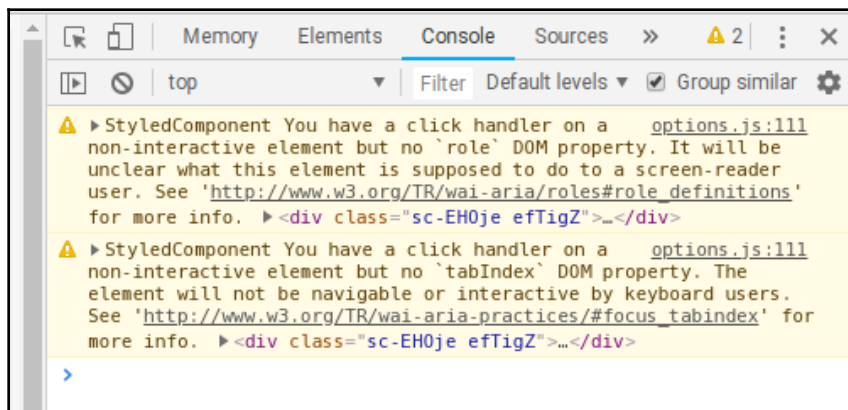 Memory Elements Console Sources » 2
top Filter Default levels Group similar
StyledComponent You have a click handler on a options.js:111
non-interactive element but no `role` DOM property. It will be
unclear what this element is supposed to do to a screen-reader
user. See 'http://www.w3.org/TR/wai-aria/roles#role_definitions'
for more info. <div class="sc-EHOje efTigZ">…</div>
StyledComponent You have a click handler on a options.js:111
non-interactive element but no `tabIndex` DOM property. The
element will not be navigable or interactive by keyboard users.
See 'http://www.w3.org/TR/wai-aria-practices/#focus_tabindex' for
more info. <div class="sc-EHOje efTigZ">…</div>